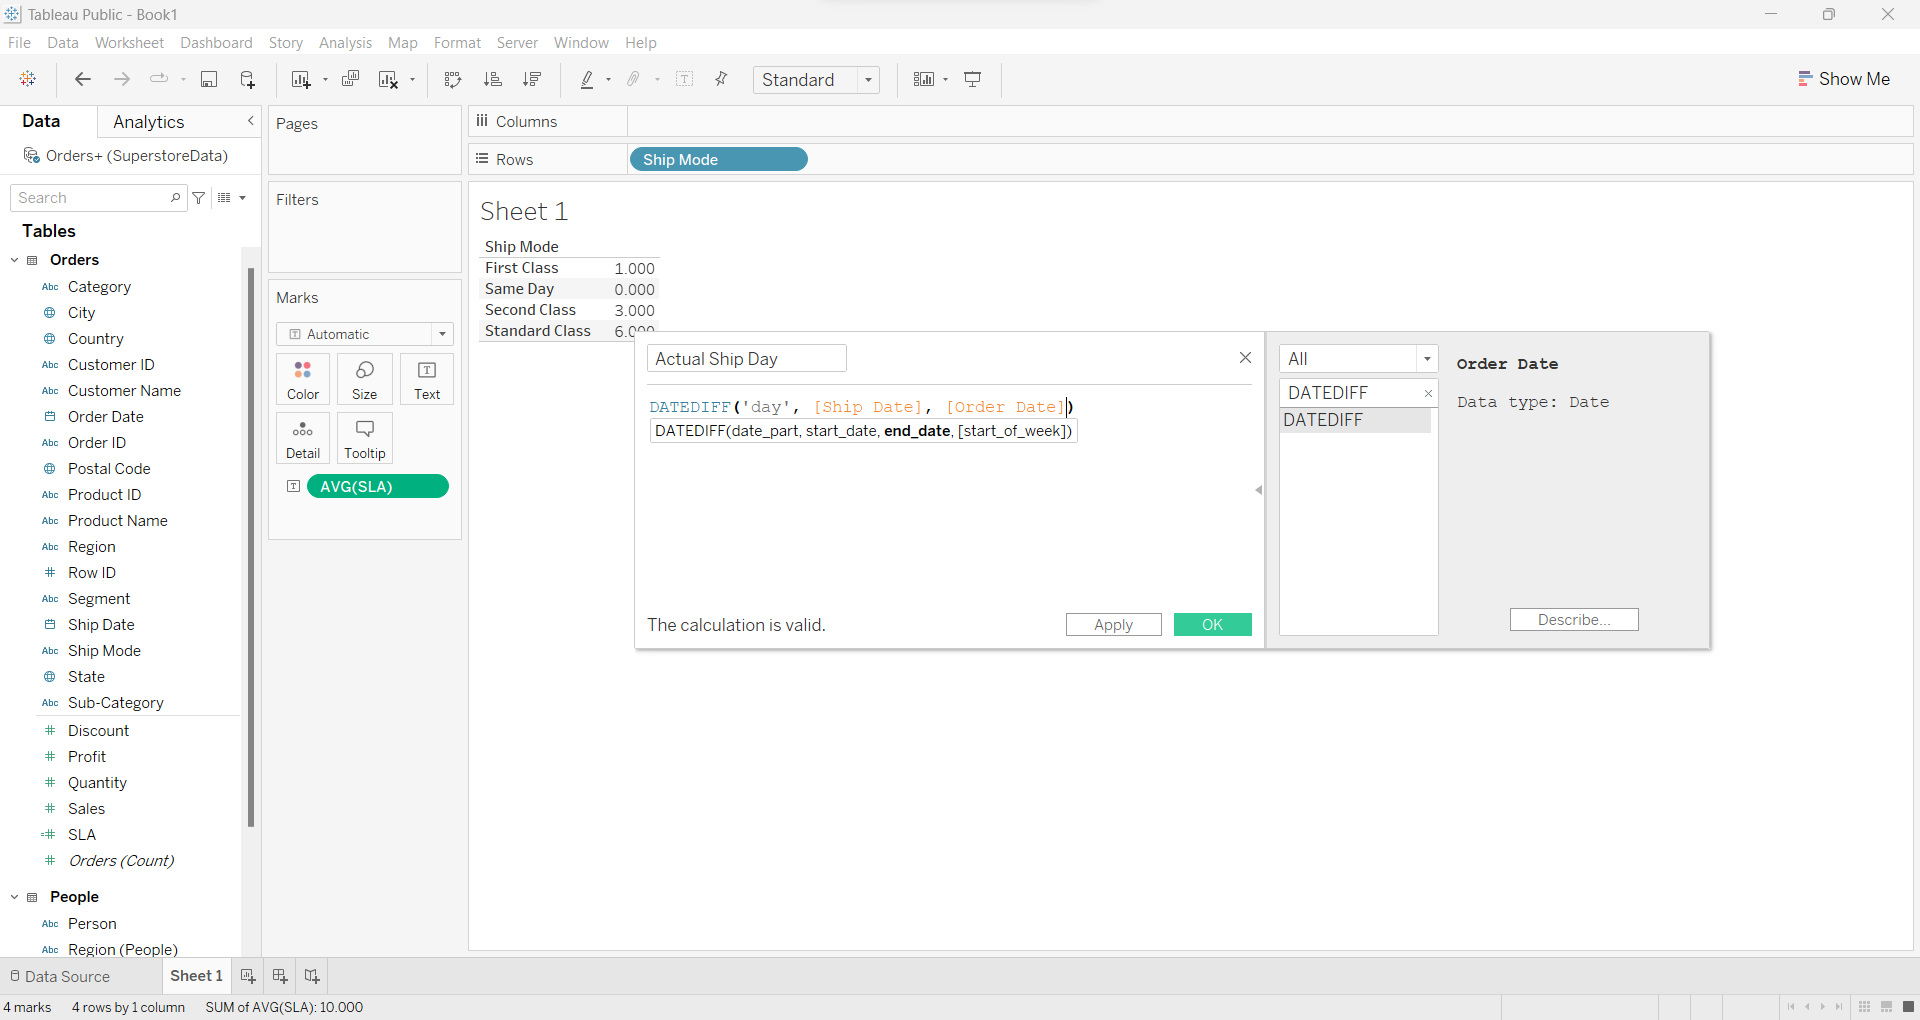 Tableau Public - Book1
File Data Worksheet Dashboard Story Analysis Map Format Server Window Help
Standard
Show Me
Data
Analytics
Orders+ (SuperstoreData)
Search
Tables
Orders
Abc Category
City
Country
Abc Customer ID
Abc Customer Name
Order Date
Abc Order ID
Postal Code
Abc Product ID
Abc Product Name
Abc Region
# Row ID
Abc Segment
Ship Date
Abc Ship Mode
State
Abc Sub-Category
# Discount
# Profit
# Quantity
# Sales
=# SLA
# Orders (Count)
People
Abc Person
Abc Region (People)
Pages
Filters
Marks
Automatic
Color
Size
Text
Detail
Tooltip
AVG(SLA)
Columns
Rows
Ship Mode
Sheet 1
Ship Mode
First Class 1.000
Same Day 0.000
Second Class 3.000
Standard Class 6.000
Actual Ship Day
DATEDIFF('day', [Ship Date], [Order Date])
DATEDIFF(date_part, start_date, end_date, [start_of_week])
The calculation is valid.
Apply
OK
All
DATEDIFF
DATEDIFF
Order Date
Data type: Date
Describe...
Data Source
Sheet 1
4 marks 4 rows by 1 column SUM of AVG(SLA): 10.000